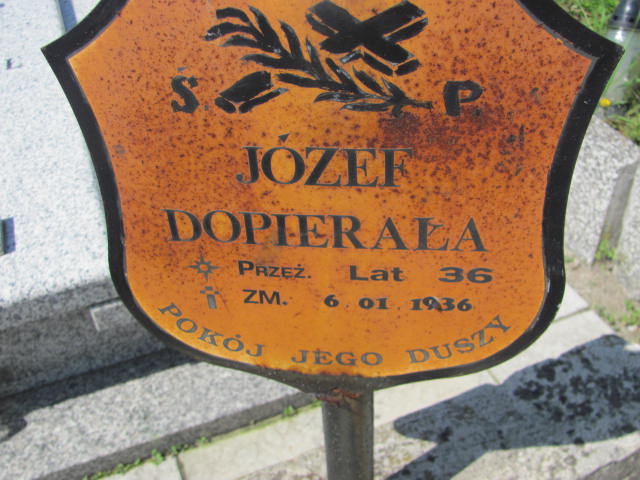 Ś. P.
JÓZEF
DOPIERAŁA
PRZEŻ. Lat 36
ZM. 6 01 1936
POKÓJ JEGO DUSZY